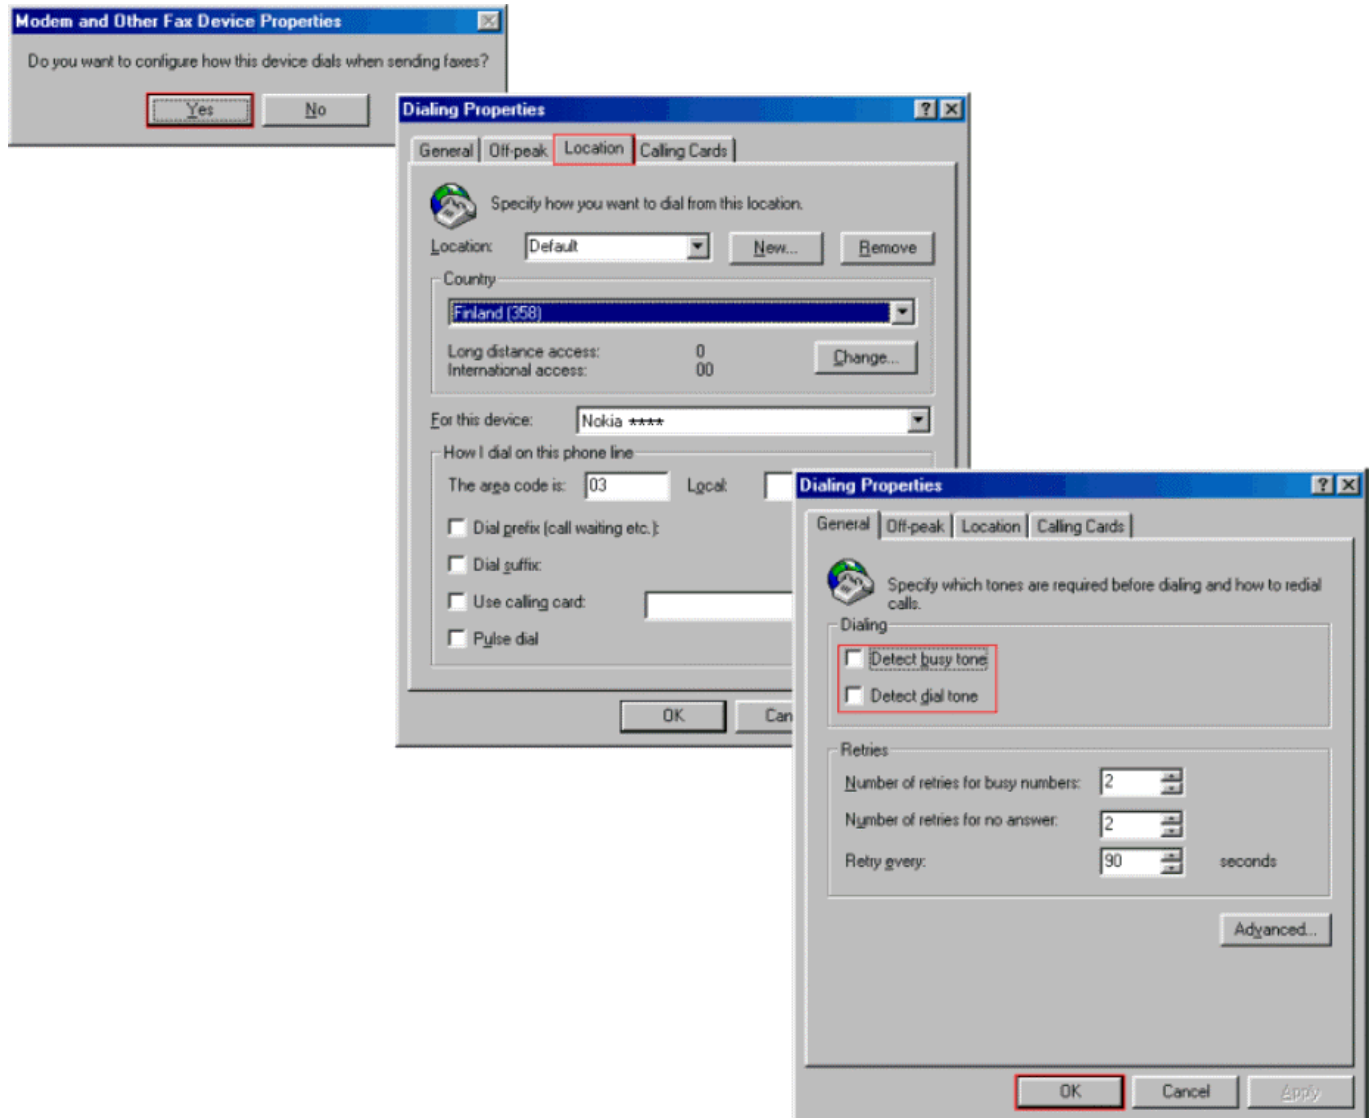 Modem and Other Fax Device Properties
Do you want to configure how this device dials when sending faxes?
Yes No
Dialing Properties
General Off-peak Location Calling Cards
Specify how you want to dial from this location.
Location: Default New... Remove
Country
Finland (358)
Long distance access: 0
International access: 00
Change...
For this device: Nokia ****
How I dial on this phone line
The area code is: 03 Local:
Dial prefix (call waiting etc.):
Dial suffix:
Use calling card:
Pulse dial
OK Can
Dialing Properties
General Off-peak Location Calling Cards
Specify which tones are required before dialing and how to redial
calls.
Dialing
Detect busy tone
Detect dial tone
Retries
Number of retries for busy numbers: 2
Number of retries for no answer: 2
Retry every: 90 seconds
Advanced...
OK Cancel Apply